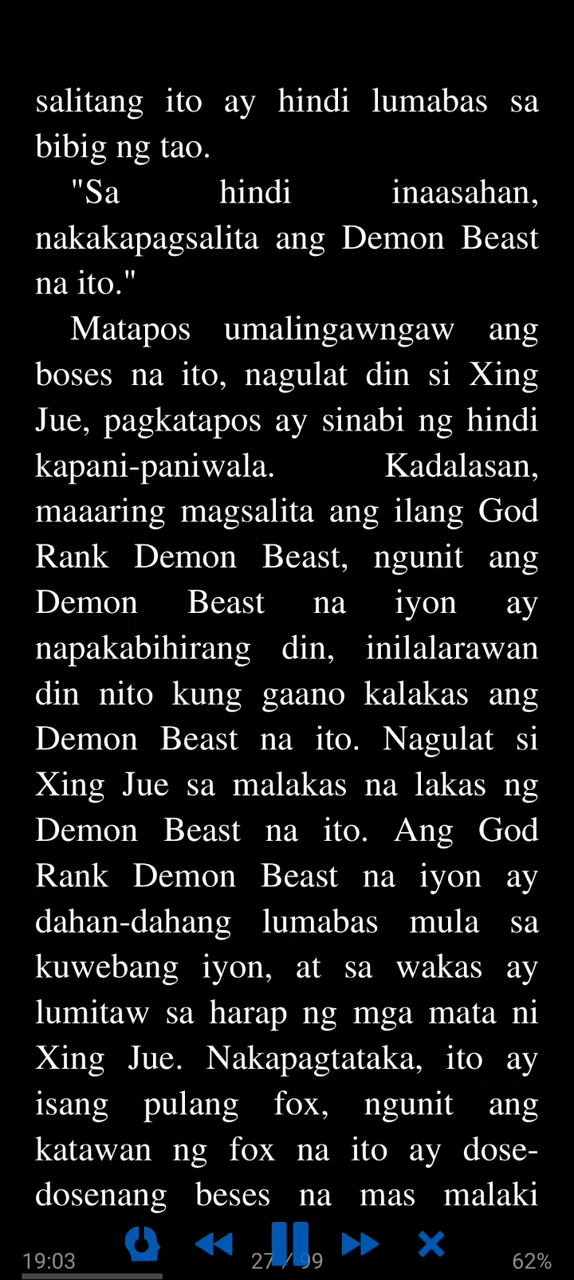 salitang ito ay hindi lumabas sa
bibig ng tao.
"Sa hindi inaasahan,
nakakapagsalita ang Demon Beast
na ito."
Matapos umalingawngaw ang
boses na ito, nagulat din si Xing
Jue, pagkatapos ay sinabi ng hindi
kapani-paniwala. Kadalasan,
maaaring magsalita ang ilang God
Rank Demon Beast, ngunit ang
Demon Beast na iyon ay
napakabihirang din, inilalarawan
din nito kung gaano kalakas ang
Demon Beast na ito. Nagulat si
Xing Jue sa malakas na lakas ng
Demon Beast na ito. Ang God
Rank Demon Beast na iyon ay
dahan-dahang lumabas mula sa
kuwebang iyon, at sa wakas ay
lumitaw sa harap ng mga mata ni
Xing Jue. Nakapagtataka, ito ay
isang pulang fox, ngunit ang
katawan ng fox na ito ay dose-
dosenang beses na mas malaki
19:03 27 / 99 62%